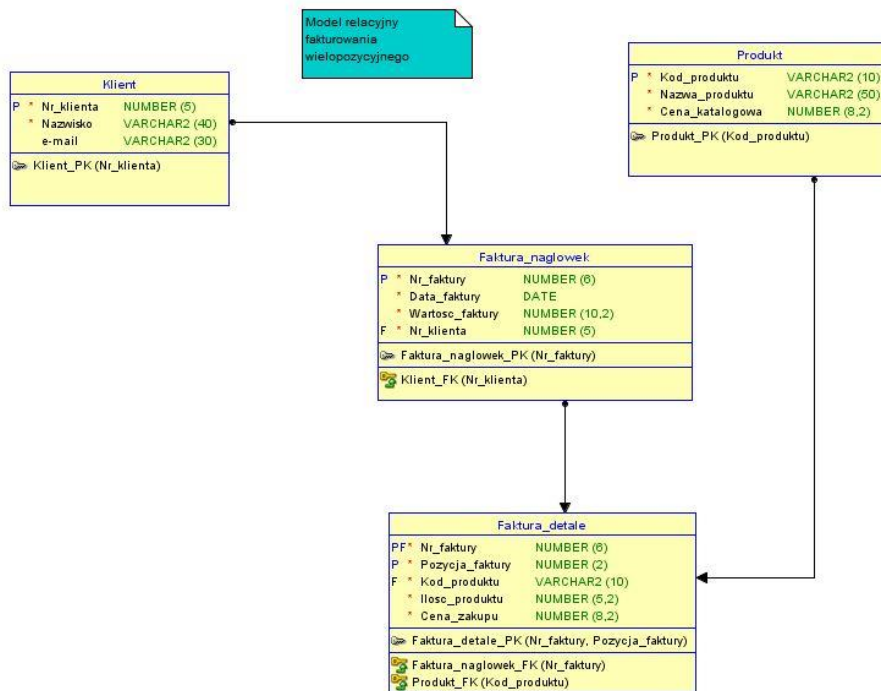 Model relacyjny
fakturowania
wielopozycyjnego
Klient
P * Nr_klienta NUMBER (5)
* Nazwisko VARCHAR2 (40)
e-mail VARCHAR2 (30)
Klient_PK (Nr_klienta)
Produkt
P * Kod_produktu VARCHAR2 (10)
* Nazwa_produktu VARCHAR2 (50)
* Cena_katalogowa NUMBER (8,2)
Produkt_PK (Kod_produktu)
Faktura_naglowek
P * Nr_faktury NUMBER (6)
* Data_faktury DATE
* Wartosc_faktury NUMBER (10,2)
F * Nr_klienta NUMBER (5)
Faktura_naglowek_PK (Nr_faktury)
Klient_FK (Nr_klienta)
Faktura_detale
PF * Nr_faktury NUMBER (6)
P * Pozycja_faktury NUMBER (2)
F * Kod_produktu VARCHAR2 (10)
* Ilosc_produktu NUMBER (5,2)
* Cena_zakupu NUMBER (8,2)
Faktura_detale_PK (Nr_faktury, Pozycja_faktury)
Faktura_naglowek_FK (Nr_faktury)
Produkt_FK (Kod_produktu)